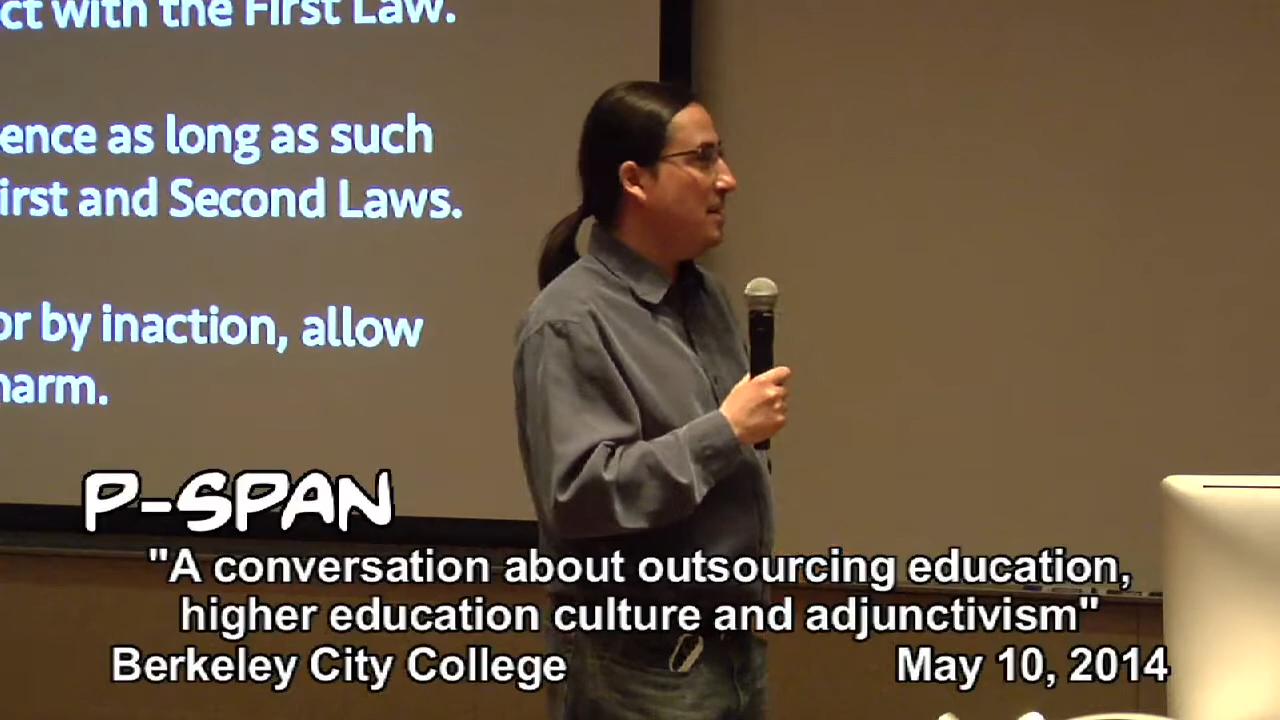 ct with the First Law.
ence as long as such
irst and Second Laws.
or by inaction, allow
harm.
P-SPAN
"A conversation about outsourcing education,
higher education culture and adjunctivism"
Berkeley City College
May 10, 2014